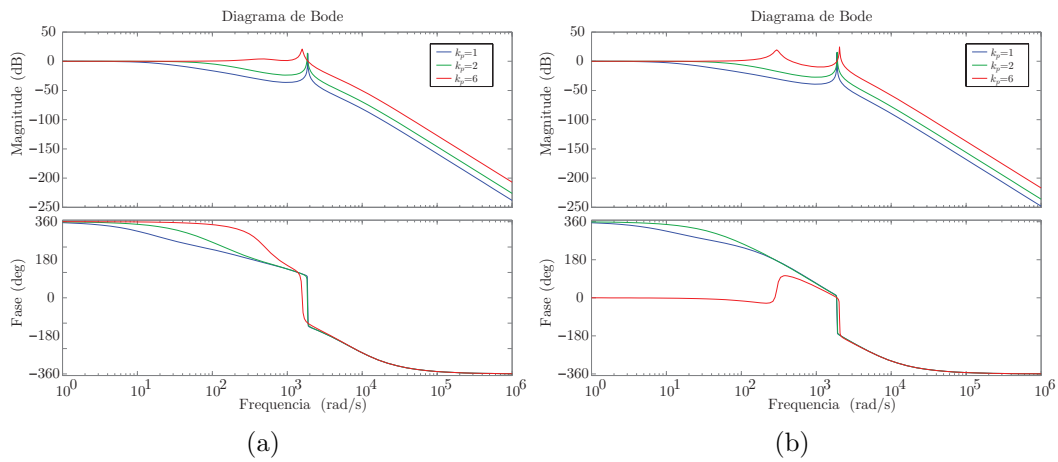 Diagrama de Bode
50
0
−50
−100
−150
−200
−250
Magnitude (dB)
k_p=1
k_p=2
k_p=6
360
180
0
−180
−360
Fase (deg)
10^0
10^1
10^2
10^3
10^4
10^5
10^6
Frequencia (rad/s)
(a)
Diagrama de Bode
50
0
−50
−100
−150
−200
−250
Magnitude (dB)
k_p=1
k_p=2
k_p=6
360
180
0
−180
−360
Fase (deg)
10^0
10^1
10^2
10^3
10^4
10^5
10^6
Frequencia (rad/s)
(b)